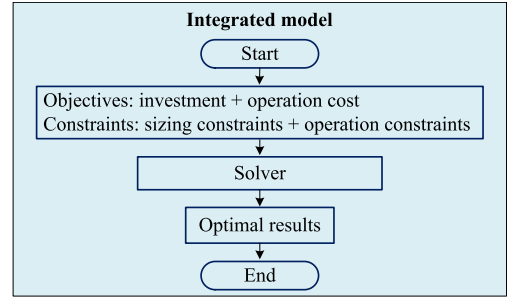 Integrated model
Start
Objectives: investment + operation cost
Constraints: sizing constraints + operation constraints
Solver
Optimal results
End